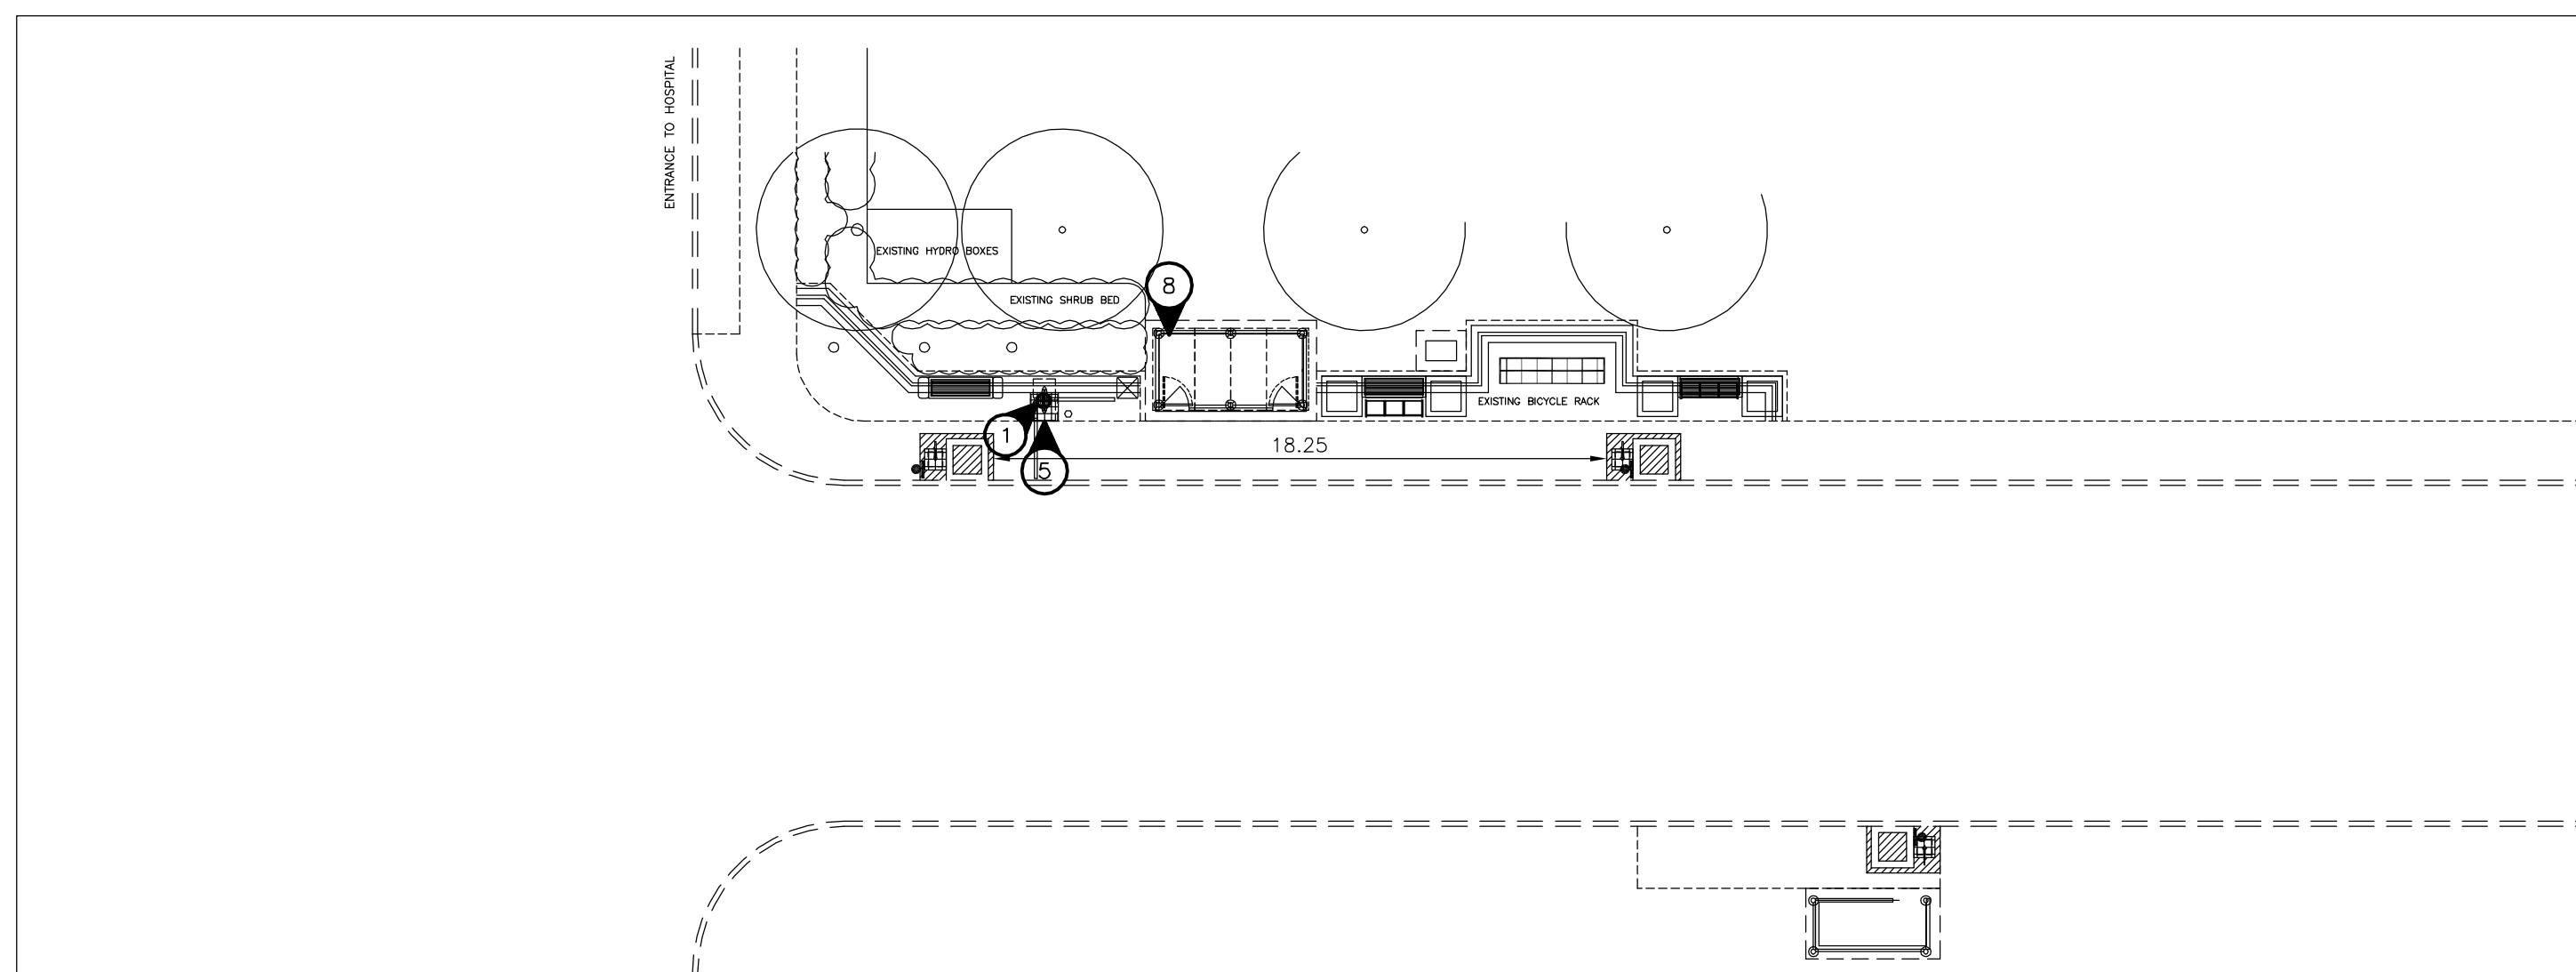 ENTRANCE TO HOSPITAL
EXISTING HYDRO BOXES
8
EXISTING SHRUB BED
EXISTING BICYCLE RACK
1
18.25
5